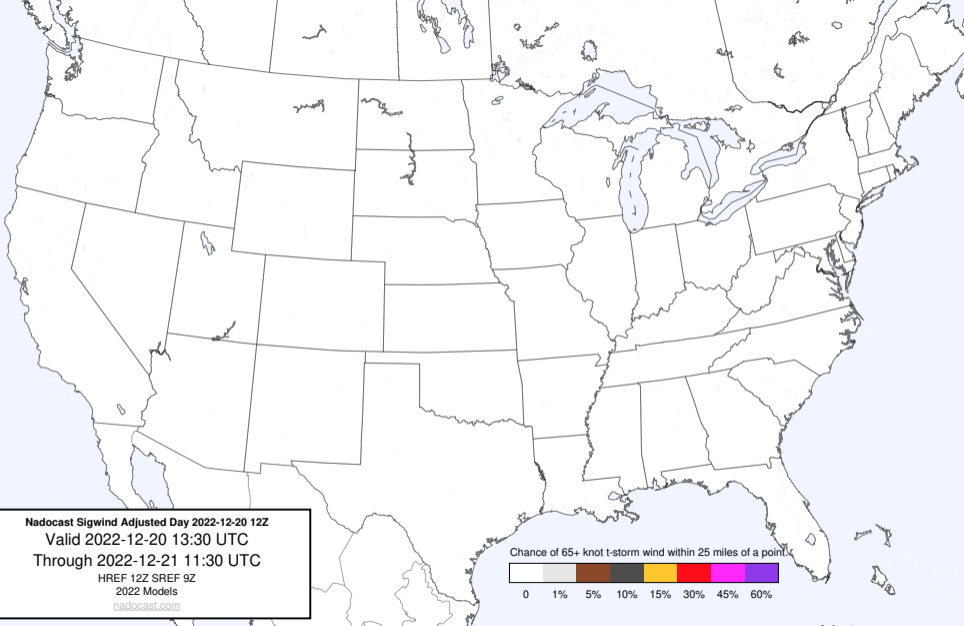 Nadocast Sigwind Adjusted Day 2022-12-20 12Z
Valid 2022-12-20 13:30 UTC
Through 2022-12-21 11:30 UTC
HREF 12Z SREF 9Z
2022 Models
nadocast.com
Chance of 65+ knot t-storm wind within 25 miles of a point.
0 1% 5% 10% 15% 30% 45% 60%